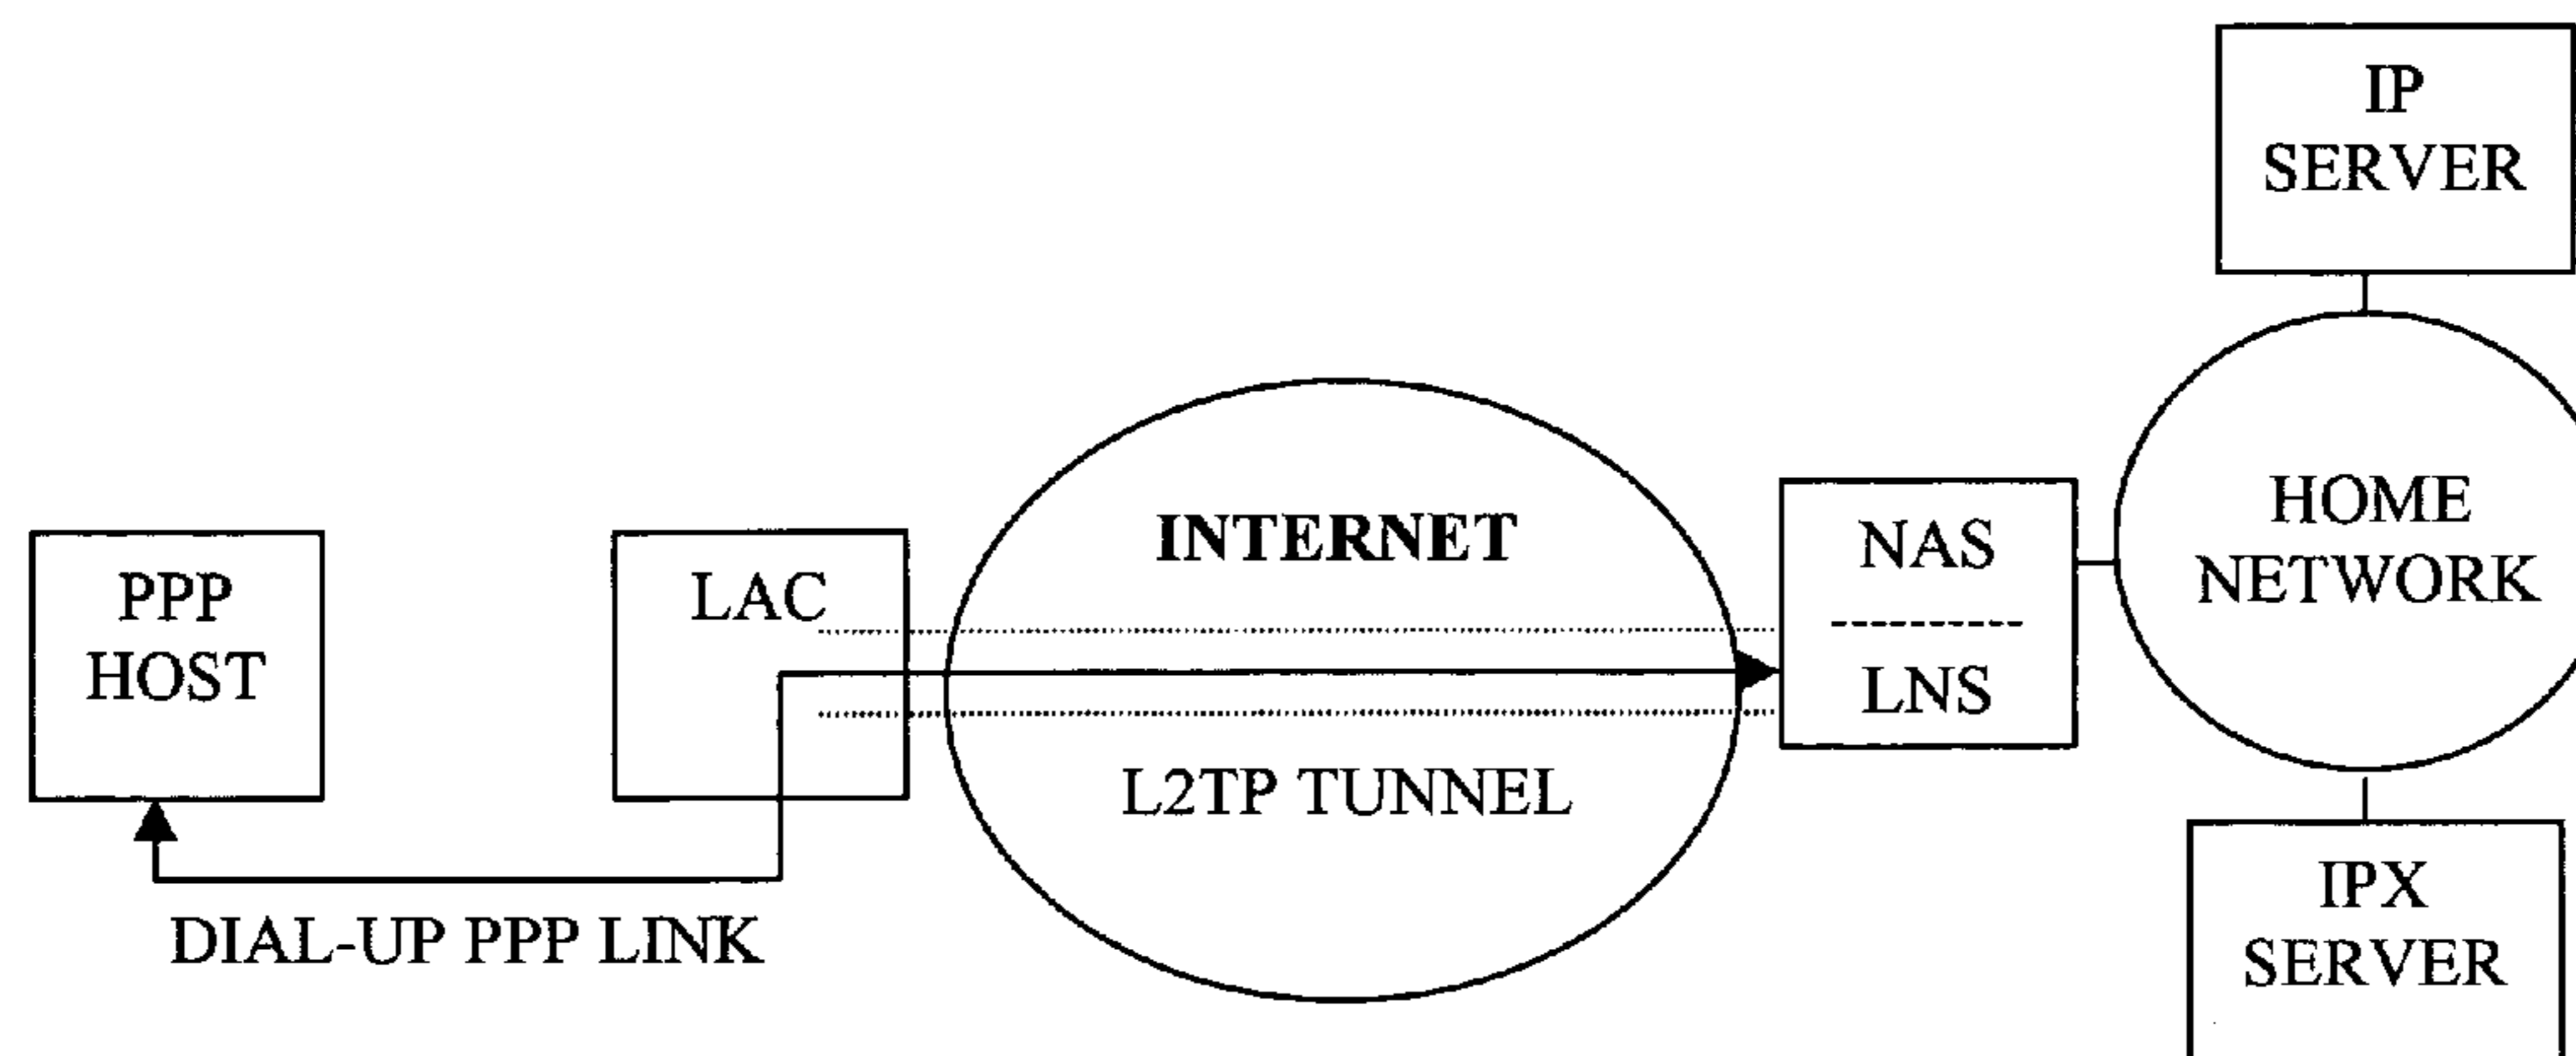 IP
SERVER
INTERNET
NAS
LNS
HOME
NETWORK
PPP
HOST
LAC
L2TP TUNNEL
DIAL-UP PPP LINK
IPX
SERVER